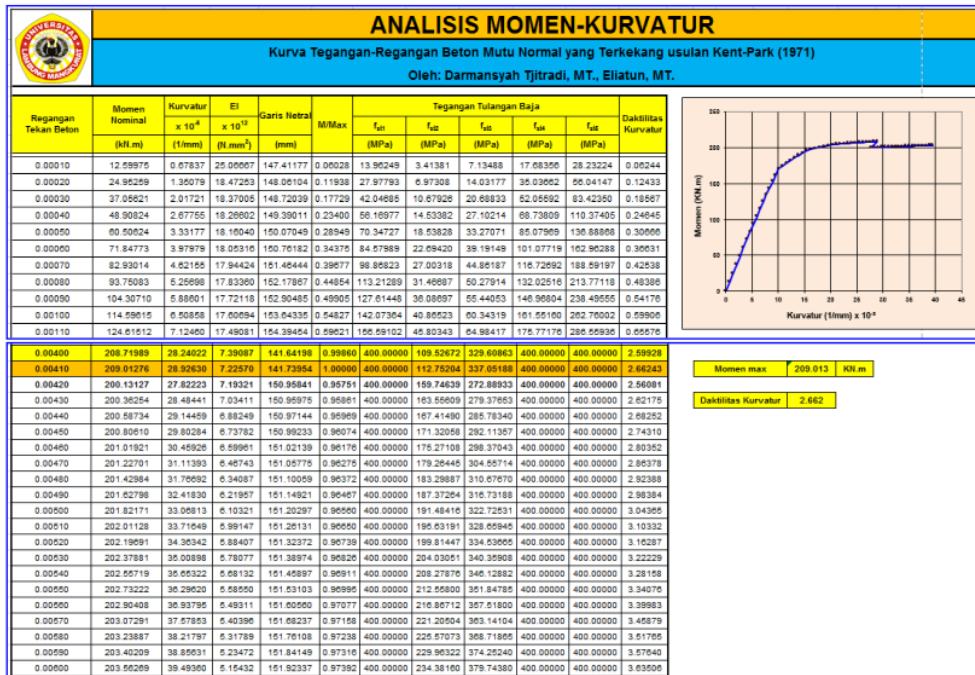 UNIVERSITAS
LAMBUNG MANGKURAT
ANALISIS MOMEN-KURVATUR
Kurva Tegangan-Regangan Beton Mutu Normal yang Terkekang usulan Kent-Park (1971)
Oleh: Darmansyah Tjitradi, MT., Eliatun, MT.
Regangan Tekan Beton Momen Nominal Kurvatur EI Garis Netral M/Max Tegangan Tulangan Baja Daktilitas Kurvatur
x 10⁻⁶ x 10¹² fst1 fst2 fst3 fst4 fst5
(kN.m) (1/mm) (N.mm²) (mm) (MPa) (MPa) (MPa) (MPa) (MPa)
0.00010 12.59975 0.67837 25.06667 147.41177 0.06028 13.96249 3.41381 7.13488 17.68356 28.23224 0.06244
0.00020 24.95259 1.35079 18.47253 148.06104 0.11938 27.97793 6.97308 14.03177 35.03662 56.04147 0.12433
0.00030 37.05621 2.01721 18.37005 148.72039 0.17729 42.04685 10.67926 20.68833 52.05592 83.42350 0.18567
0.00040 48.90824 2.67755 18.26602 149.39011 0.23400 56.16977 14.53382 27.10214 68.73809 110.37405 0.24645
0.00050 60.50624 3.33177 18.16040 150.07049 0.28949 70.34727 18.53828 33.27071 85.07969 136.88868 0.30666
0.00060 71.84773 3.97979 18.05316 150.76182 0.34375 84.57989 22.69420 39.19149 101.07719 162.96288 0.36631
0.00070 82.93014 4.62155 17.94424 151.46444 0.39677 98.86823 27.00318 44.86187 116.72692 188.59197 0.42538
0.00080 93.75083 5.25698 17.83360 152.17867 0.44854 113.21289 31.46687 50.27914 132.02516 213.77118 0.48386
0.00090 104.30710 5.88601 17.72118 152.90485 0.49905 127.61448 36.08697 55.44053 146.96804 238.49555 0.54176
0.00100 114.59615 6.50858 17.60694 153.64335 0.54827 142.07364 40.86523 60.34319 161.55160 262.76002 0.59906
0.00110 124.61512 7.12460 17.49081 154.39454 0.59621 156.59102 45.80343 64.98417 175.77176 286.55936 0.65576
0.00400 208.71989 28.24022 7.39087 141.64198 0.99860 400.00000 109.52672 329.60863 400.00000 400.00000 2.59928
0.00410 209.01276 28.92630 7.22570 141.73954 1.00000 400.00000 112.75204 337.05188 400.00000 400.00000 2.66243
0.00420 200.13127 27.82223 7.19321 150.95841 0.95751 400.00000 159.74639 272.88933 400.00000 400.00000 2.56081
0.00430 200.36254 28.48441 7.03411 150.95975 0.95861 400.00000 163.55609 279.37653 400.00000 400.00000 2.62175
0.00440 200.58734 29.14459 6.88249 150.97144 0.95969 400.00000 167.41490 285.78340 400.00000 400.00000 2.68252
0.00450 200.80610 29.80284 6.73782 150.99233 0.96074 400.00000 171.32058 292.11357 400.00000 400.00000 2.74310
0.00460 201.01921 30.45926 6.59961 151.02139 0.96176 400.00000 175.27108 298.37043 400.00000 400.00000 2.80352
0.00470 201.22701 31.11393 6.46743 151.05775 0.96275 400.00000 179.26445 304.55714 400.00000 400.00000 2.86378
0.00480 201.42984 31.76692 6.34087 151.10059 0.96372 400.00000 183.29887 310.67670 400.00000 400.00000 2.92388
0.00490 201.62798 32.41830 6.21957 151.14921 0.96467 400.00000 187.37264 316.73188 400.00000 400.00000 2.98384
0.00500 201.82171 33.06813 6.10321 151.20297 0.96560 400.00000 191.48416 322.72531 400.00000 400.00000 3.04365
0.00510 202.01128 33.71649 5.99147 151.26131 0.96650 400.00000 195.63191 328.65945 400.00000 400.00000 3.10332
0.00520 202.19691 34.36342 5.88407 151.32372 0.96739 400.00000 199.81447 334.53665 400.00000 400.00000 3.16287
0.00530 202.37881 35.00898 5.78077 151.38974 0.96826 400.00000 204.03051 340.35908 400.00000 400.00000 3.22229
0.00540 202.55719 35.65322 5.68132 151.45897 0.96911 400.00000 208.27876 346.12882 400.00000 400.00000 3.28158
0.00550 202.73222 36.29620 5.58550 151.53103 0.96995 400.00000 212.55800 351.84785 400.00000 400.00000 3.34076
0.00560 202.90408 36.93795 5.49311 151.60560 0.97077 400.00000 216.86712 357.51800 400.00000 400.00000 3.39983
0.00570 203.07291 37.57853 5.40396 151.68237 0.97158 400.00000 221.20504 363.14104 400.00000 400.00000 3.45879
0.00580 203.23887 38.21797 5.31789 151.76108 0.97238 400.00000 225.57073 368.71865 400.00000 400.00000 3.51765
0.00590 203.40209 38.85631 5.23472 151.84149 0.97316 400.00000 229.96322 374.25240 400.00000 400.00000 3.57640
0.00600 203.56269 39.49360 5.15432 151.92337 0.97392 400.00000 234.38160 379.74380 400.00000 400.00000 3.63506
Momen (KN.m)
250
200
150
100
50
0
0 5 10 15 20 25 30 35 40 45
Kurvatur (1/mm) x 10⁻⁶
Momen max 209.013 KN.m
Daktilitas Kurvatur 2.662